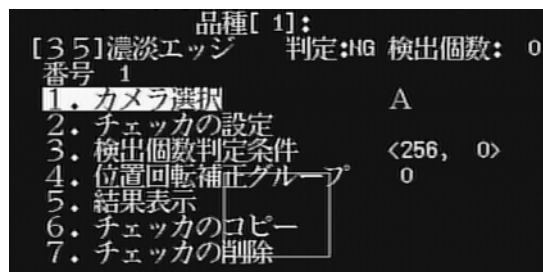 品種[ 1]:
[35]濃淡エッジ 判定:NG 検出個数: 0
番号 1
1. カメラ選択 A
2. チェッカの設定
3. 検出個数判定条件 <256, 0>
4. 位置回転補正グループ 0
5. 結果表示
6. チェッカのコピー
7. チェッカの削除